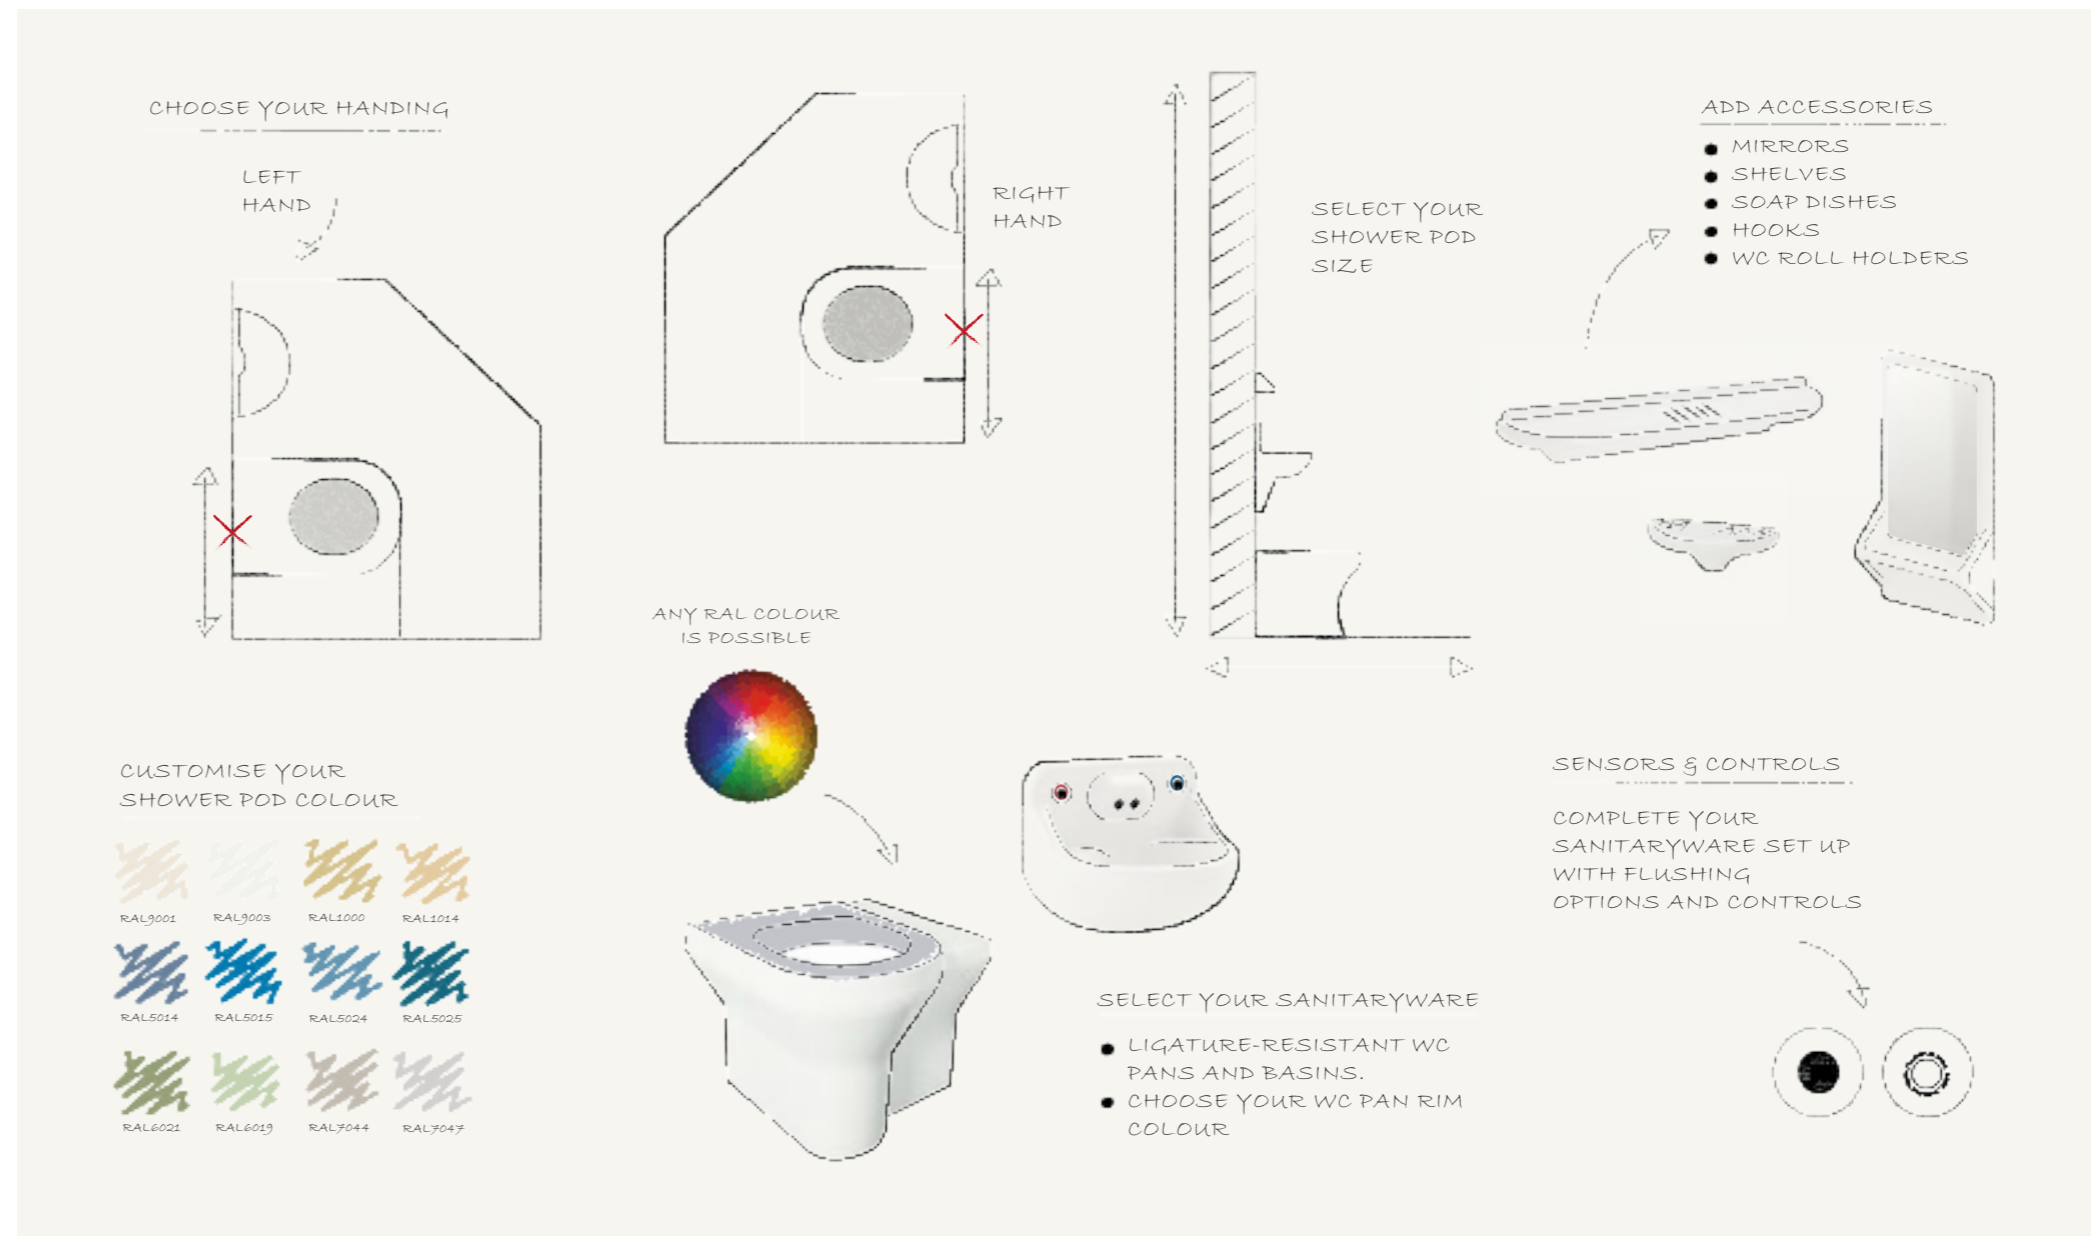 CHOOSE YOUR HANDING
LEFT
HAND
RIGHT
HAND
SELECT YOUR
SHOWER POD
SIZE
ADD ACCESSORIES
MIRRORS
SHELVES
SOAP DISHES
HOOKS
WC ROLL HOLDERS
ANY RAL COLOUR
IS POSSIBLE
CUSTOMISE YOUR
SHOWER POD COLOUR
RAL9001 RAL9003 RAL1000 RAL1014
RAL5014 RAL5015 RAL5024 RAL5025
RAL6021 RAL6019 RAL7044 RAL7047
SELECT YOUR SANITARYWARE
LIGATURE-RESISTANT WC
PANS AND BASINS.
CHOOSE YOUR WC PAN RIM
COLOUR
SENSORS & CONTROLS
COMPLETE YOUR
SANITARYWARE SET UP
WITH FLUSHING
OPTIONS AND CONTROLS